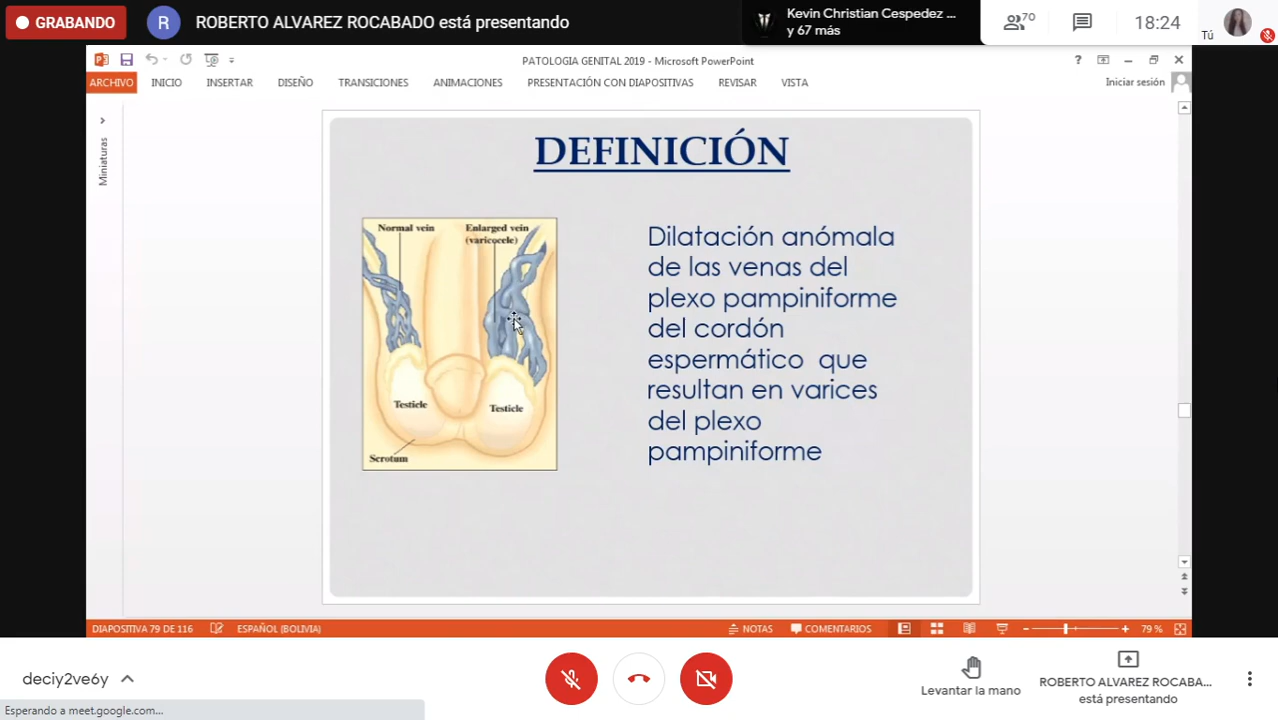 GRABANDO
R
ROBERTO ALVAREZ ROCABADO está presentando
Kevin Christian Cespedez ...
y 67 más
70
18:24
Tú
PATOLOGIA GENITAL 2019 - Microsoft PowerPoint
?
ARCHIVO INICIO INSERTAR DISEÑO TRANSICIONES ANIMACIONES PRESENTACIÓN CON DIAPOSITIVAS REVISAR VISTA
Iniciar sesión
Miniaturas
DEFINICIÓN
Normal vein
Enlarged vein
(varicocele)
Testicle
Testicle
Scrotum
Dilatación anómala
de las venas del
plexo pampiniforme
del cordón
espermático que
resultan en varices
del plexo
pampiniforme
DIAPOSITIVA 79 DE 116 ESPAÑOL (BOLIVIA) NOTAS COMENTARIOS 79 %
deciy2ve6y
Levantar la mano
ROBERTO ALVAREZ ROCABA...
está presentando
Esperando a meet.google.com...